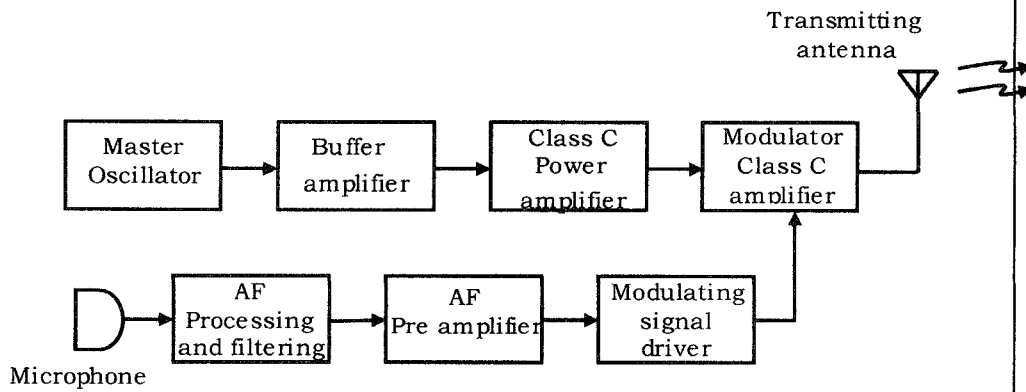 Transmitting
antenna
Master
Oscillator
Buffer
amplifier
Class C
Power
amplifier
Modulator
Class C
amplifier
AF
Processing
and filtering
AF
Pre amplifier
Modulating
signal
driver
Microphone